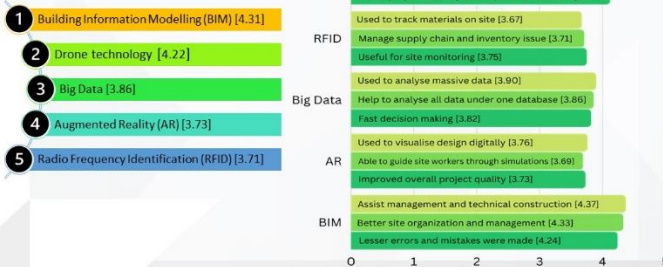 1 Building Information Modelling (BIM) [4.31]
2 Drone technology [4.22]
3 Big Data [3.86]
4 Augmented Reality (AR) [3.73]
5 Radio Frequency Identification (RFID) [3.71]
RFID
Used to track materials on site [3.67]
Manage supply chain and inventory issue [3.71]
Useful for site monitoring [3.75]
Big Data
Used to analyse massive data [3.90]
Help to analyse all data under one database [3.86]
Fast decision making [3.82]
AR
Used to visualise design digitally [3.76]
Able to guide site workers through simulations [3.69]
Improved overall project quality [3.73]
BIM
Assist management and technical construction [4.37]
Better site organization and management [4.33]
Lesser errors and mistakes were made [4.24]
0 1 2 3 4